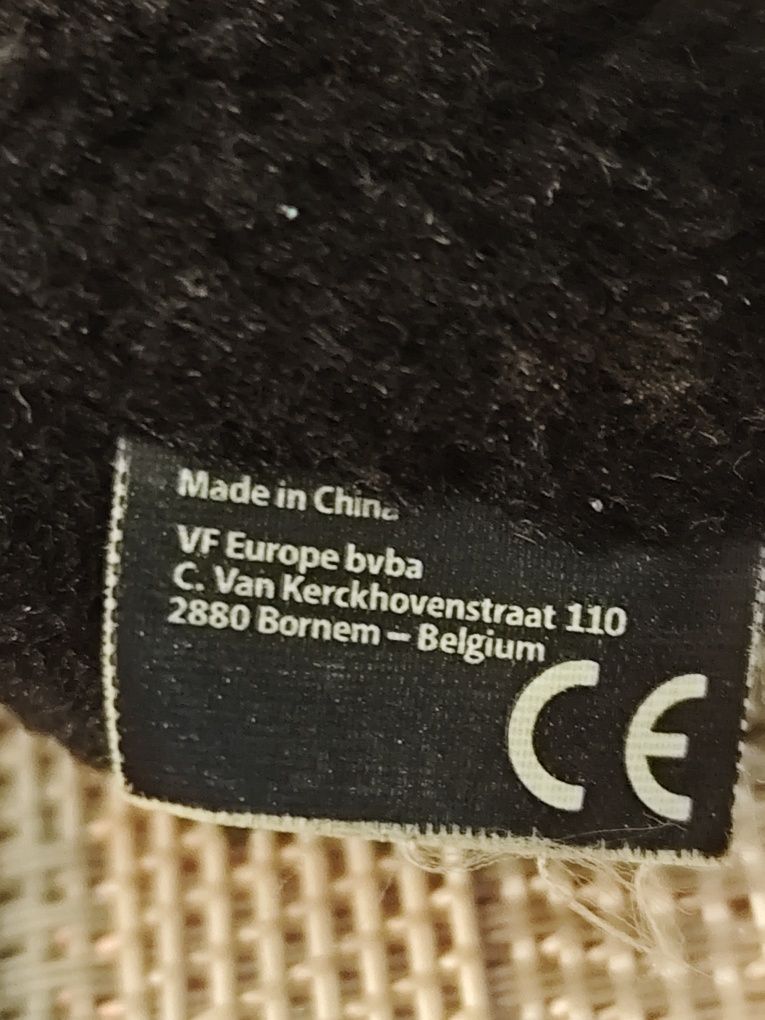 Made in China
VF Europe bvba
C. Van Kerckhovenstraat 110
2880 Bornem – Belgium
CE